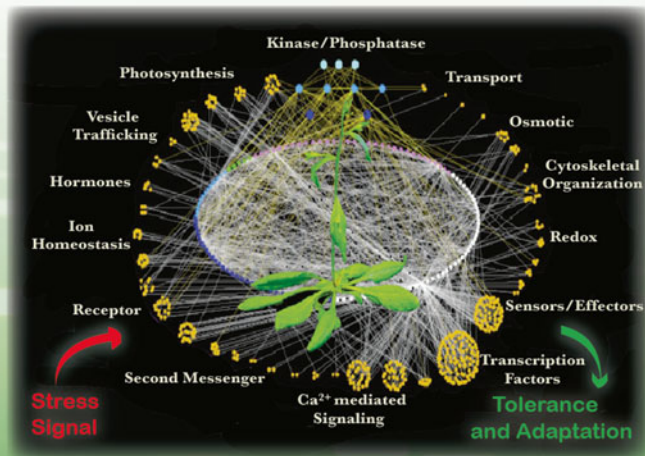 Kinase/Phosphatase
Photosynthesis
Transport
Vesicle
Trafficking
Osmotic
Cytoskeletal
Organization
Hormones
Ion
Homeostasis
Redox
Receptor
Sensors/Effectors
Second Messenger
Transcription
Factors
Ca²⁺ mediated
Signaling
Stress
Signal
Tolerance
and Adaptation